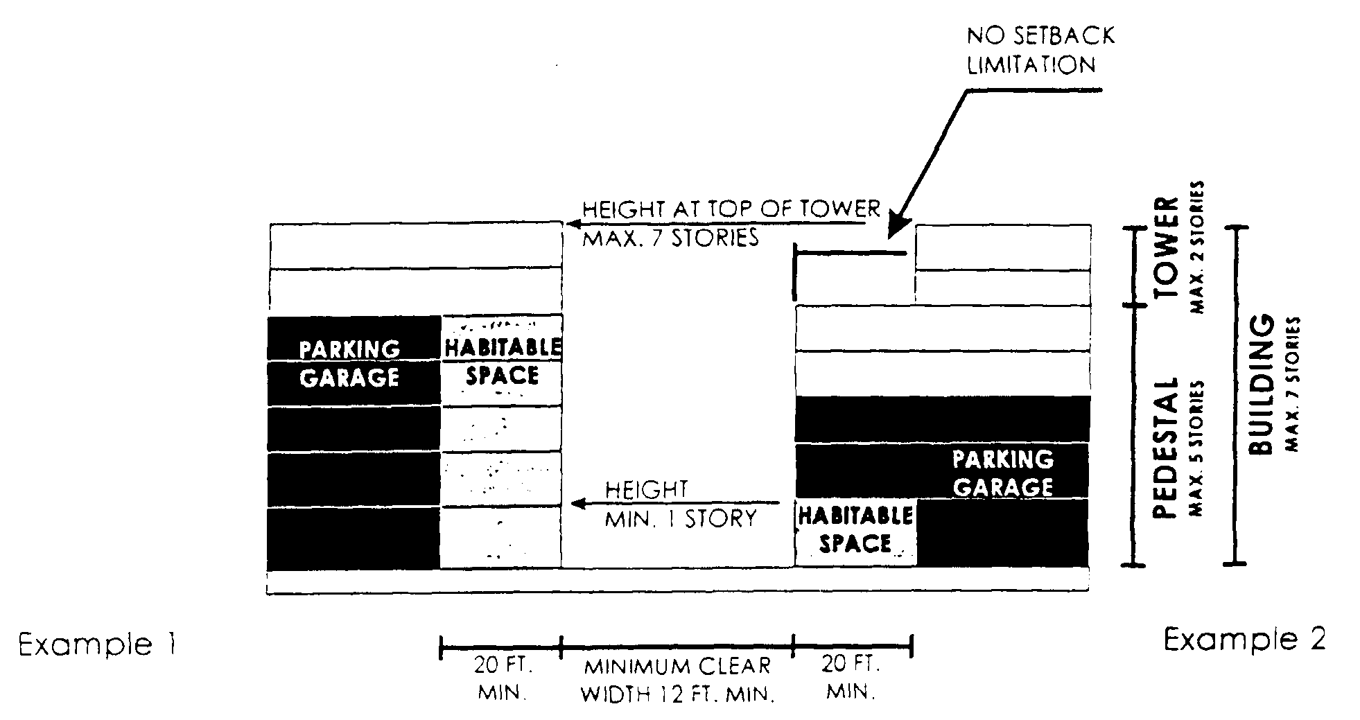 NO SETBACK
LIMITATION
HEIGHT AT TOP OF TOWER
MAX. 7 STORIES
TOWER
MAX. 2 STORIES
PARKING
GARAGE
HABITABLE
SPACE
BUILDING
MAX. 7 STORIES
PEDESTAL
MAX. 5 STORIES
PARKING
GARAGE
HEIGHT
MIN. 1 STORY
HABITABLE
SPACE
Example 1
Example 2
20 FT.
MIN.
MINIMUM CLEAR
WIDTH 12 FT. MIN.
20 FT.
MIN.